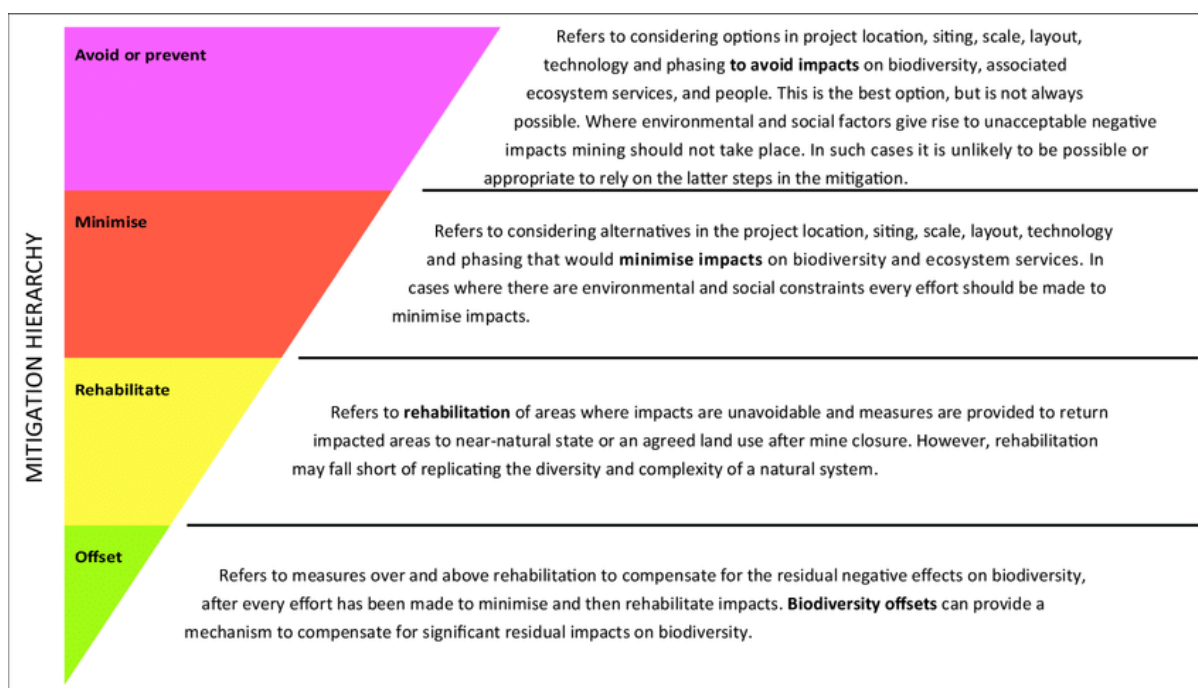 MITIGATION HIERARCHY
Avoid or prevent
Refers to considering options in project location, siting, scale, layout,
technology and phasing to avoid impacts on biodiversity, associated
ecosystem services, and people. This is the best option, but is not always
possible. Where environmental and social factors give rise to unacceptable negative
impacts mining should not take place. In such cases it is unlikely to be possible or
appropriate to rely on the latter steps in the mitigation.
Minimise
Refers to considering alternatives in the project location, siting, scale, layout, technology
and phasing that would minimise impacts on biodiversity and ecosystem services. In
cases where there are environmental and social constraints every effort should be made to
minimise impacts.
Rehabilitate
Refers to rehabilitation of areas where impacts are unavoidable and measures are provided to return
impacted areas to near-natural state or an agreed land use after mine closure. However, rehabilitation
may fall short of replicating the diversity and complexity of a natural system.
Offset
Refers to measures over and above rehabilitation to compensate for the residual negative effects on biodiversity,
after every effort has been made to minimise and then rehabilitate impacts. Biodiversity offsets can provide a
mechanism to compensate for significant residual impacts on biodiversity.